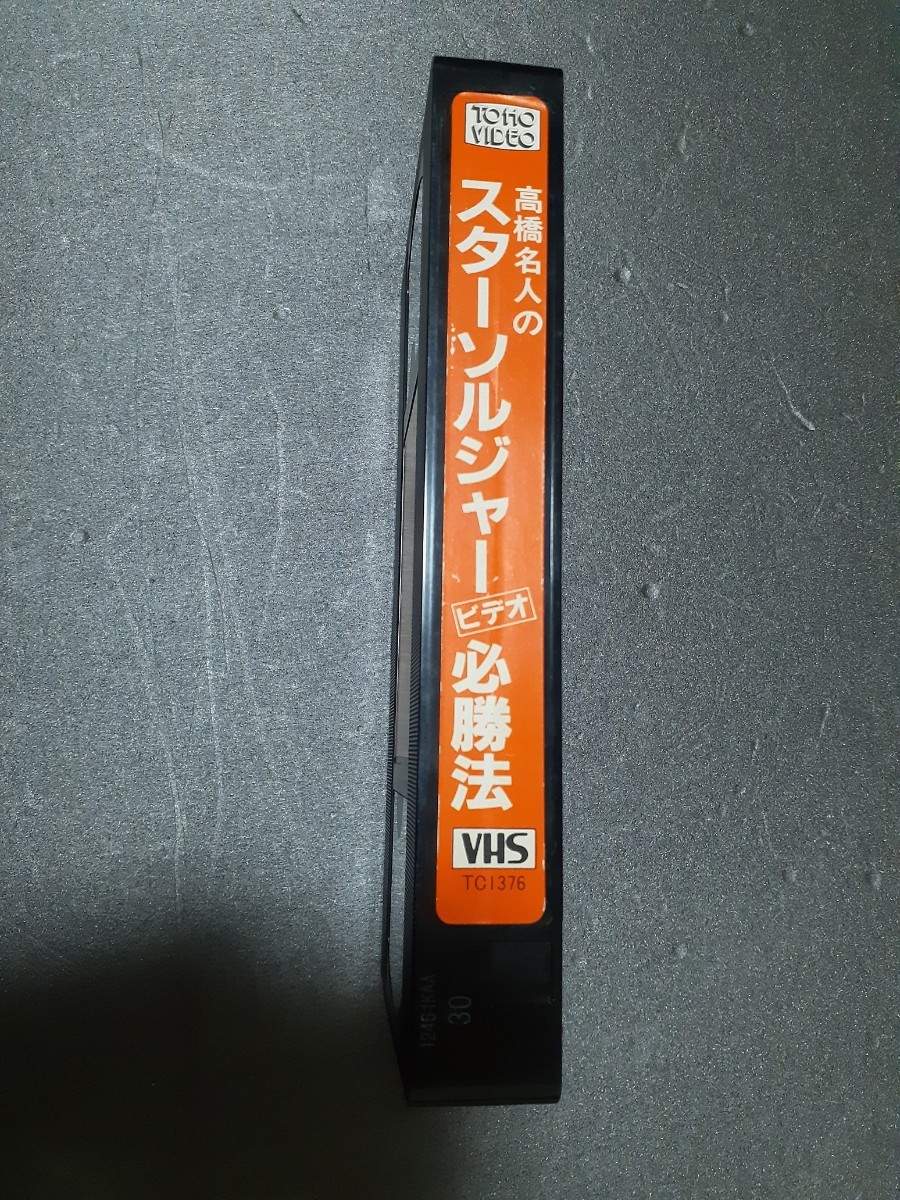 TOHO
VIDEO
高橋名人の
スターソルジャー
ビデオ
必勝法
VHS
TC1376
30